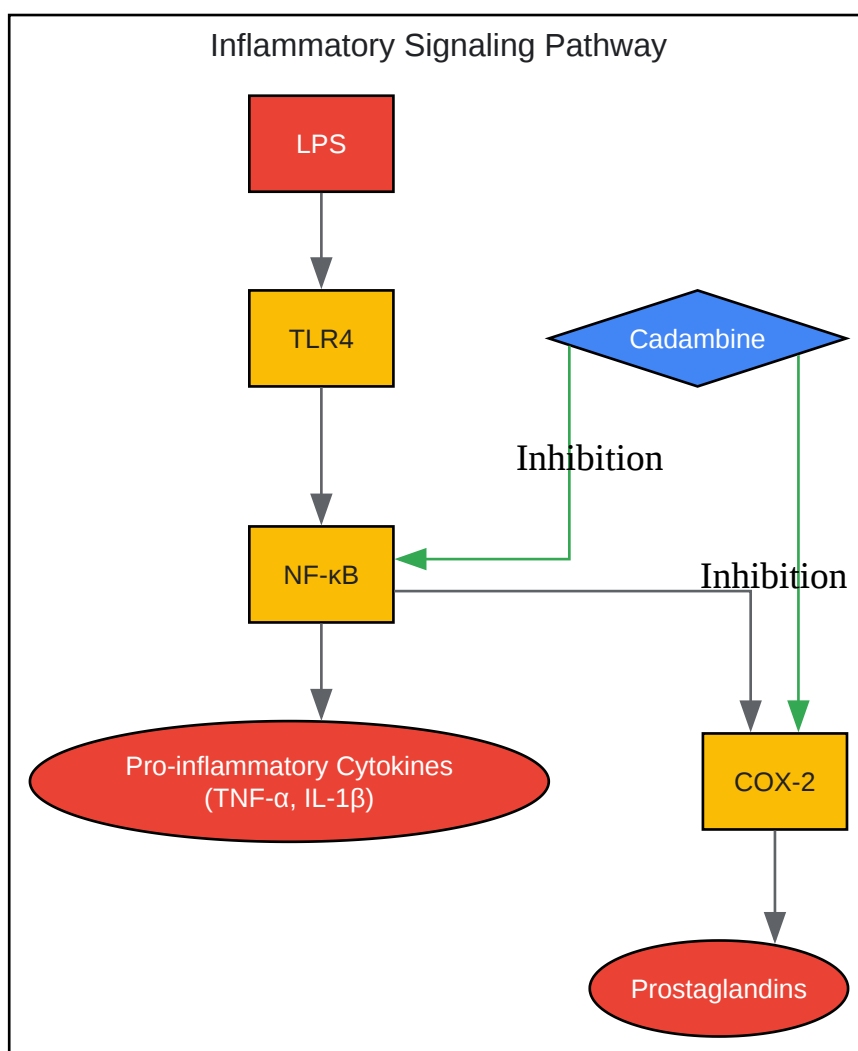 Inflammatory Signaling Pathway
LPS
TLR4
Cadambine
Inhibition
NF-κB
Inhibition
Pro-inflammatory Cytokines
(TNF-α, IL-1β)
COX-2
Prostaglandins